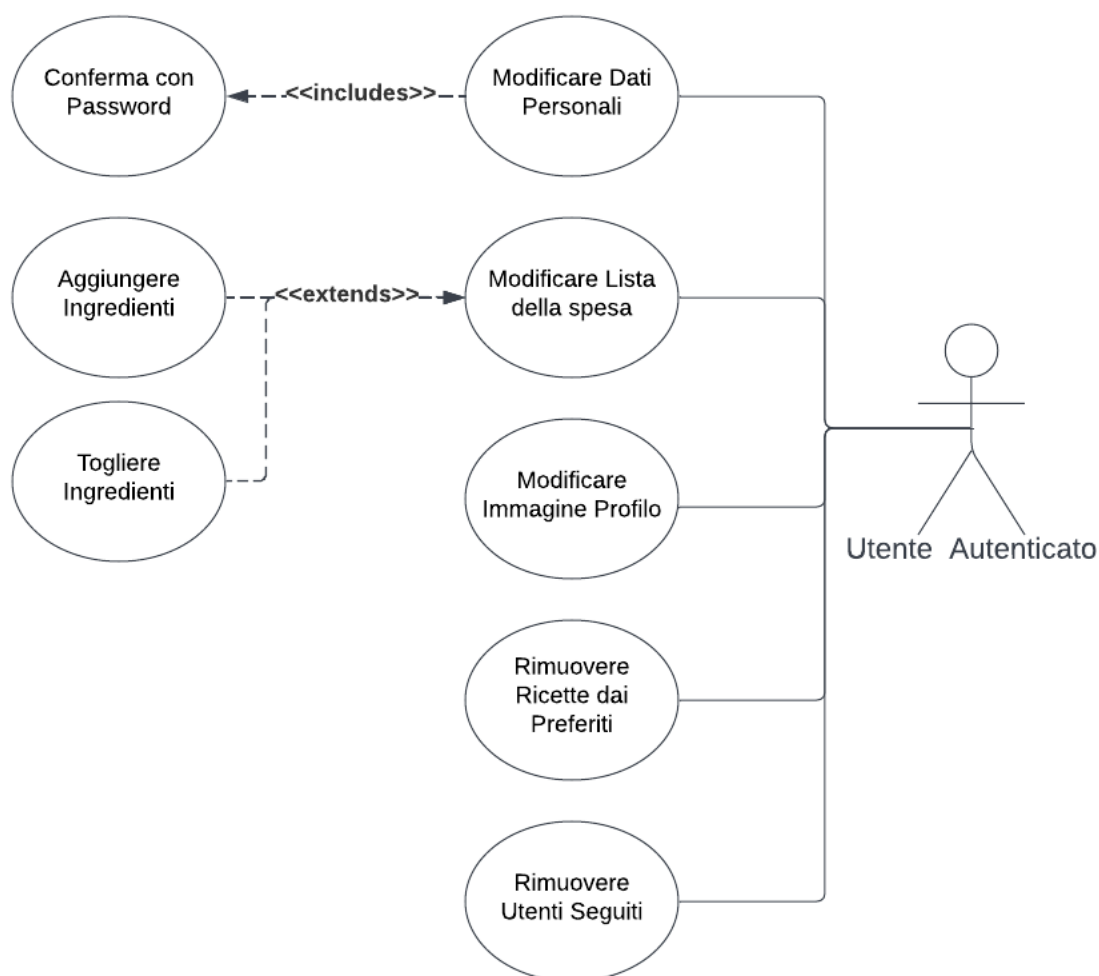 Conferma con
Password
<<includes>>
Modificare Dati
Personali
Aggiungere
Ingredienti
<<extends>>
Modificare Lista
della spesa
Togliere
Ingredienti
Modificare
Immagine Profilo
Utente Autenticato
Rimuovere
Ricette dai
Preferiti
Rimuovere
Utenti Seguiti